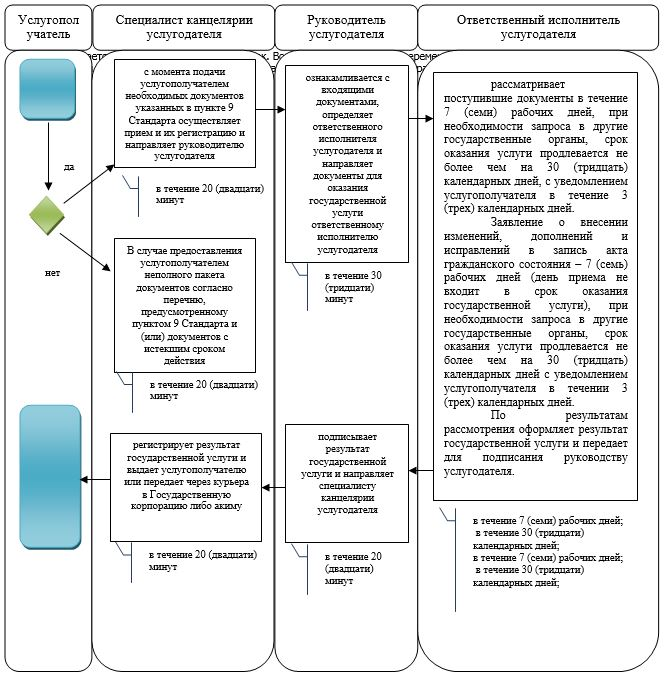 Услугопол
учатель
Специалист канцелярии
услугодателя
Руководитель
услугодателя
Ответственный исполнитель
услугодателя
да
нет
с момента подачи
услугополучателем
необходимых документов
указанных в пункте 9
Стандарта осуществляет
прием и их регистрацию и
направляет руководителю
услугодателя
в течение 20 (двадцати)
минут
В случае предоставления
услугополучателем
неполного пакета
документов согласно
перечню,
предусмотренному
пунктом 9 Стандарта и
(или) документов с
истекшим сроком
действия
в течение 20 (двадцати)
минут
ознакамливается с
входящими
документами,
определяет
ответственного
исполнителя
услугодателя и
направляет
документы для
оказания
государственной
услуги
ответственному
исполнителю
услугодателя
в течение 30
(тридцати)
минут
рассматривает
поступившие документы в течение
7 (семи) рабочих дней, при
необходимости запроса в другие
государственные органы, срок
оказания услуги продлевается не
более чем на 30 (тридцать)
календарных дней, с уведомлением
услугополучателя в течение 3
(трех) календарных дней.
Заявление о внесении
изменений, дополнений и
исправлений в запись акта
гражданского состояния – 7 (семь)
рабочих дней (день приема не
входит в срок оказания
государственной услуги), при
необходимости запроса в другие
государственные органы, срок
оказания услуги продлевается не
более чем на 30 (тридцать)
календарных дней с уведомлением
услугополучателя в течении 3
(трех) календарных дней.
По результатам
рассмотрения оформляет результат
государственной услуги и передает
для подписания руководству
услугодателя.
в течение 7 (семи) рабочих дней;
в течение 30 (тридцати)
календарных дней;
в течение 7 (семи) рабочих дней;
в течение 30 (тридцати)
календарных дней;
подписывает
результат
государственной
услуги и направляет
специалисту
канцелярии
услугодателя
в течение 20
(двадцати)
минут
регистрирует результат
государственной услуги и
выдает услугополучателю
или передает через курьера
в Государственную
корпорацию либо акиму
в течение 20 (двадцати)
минут